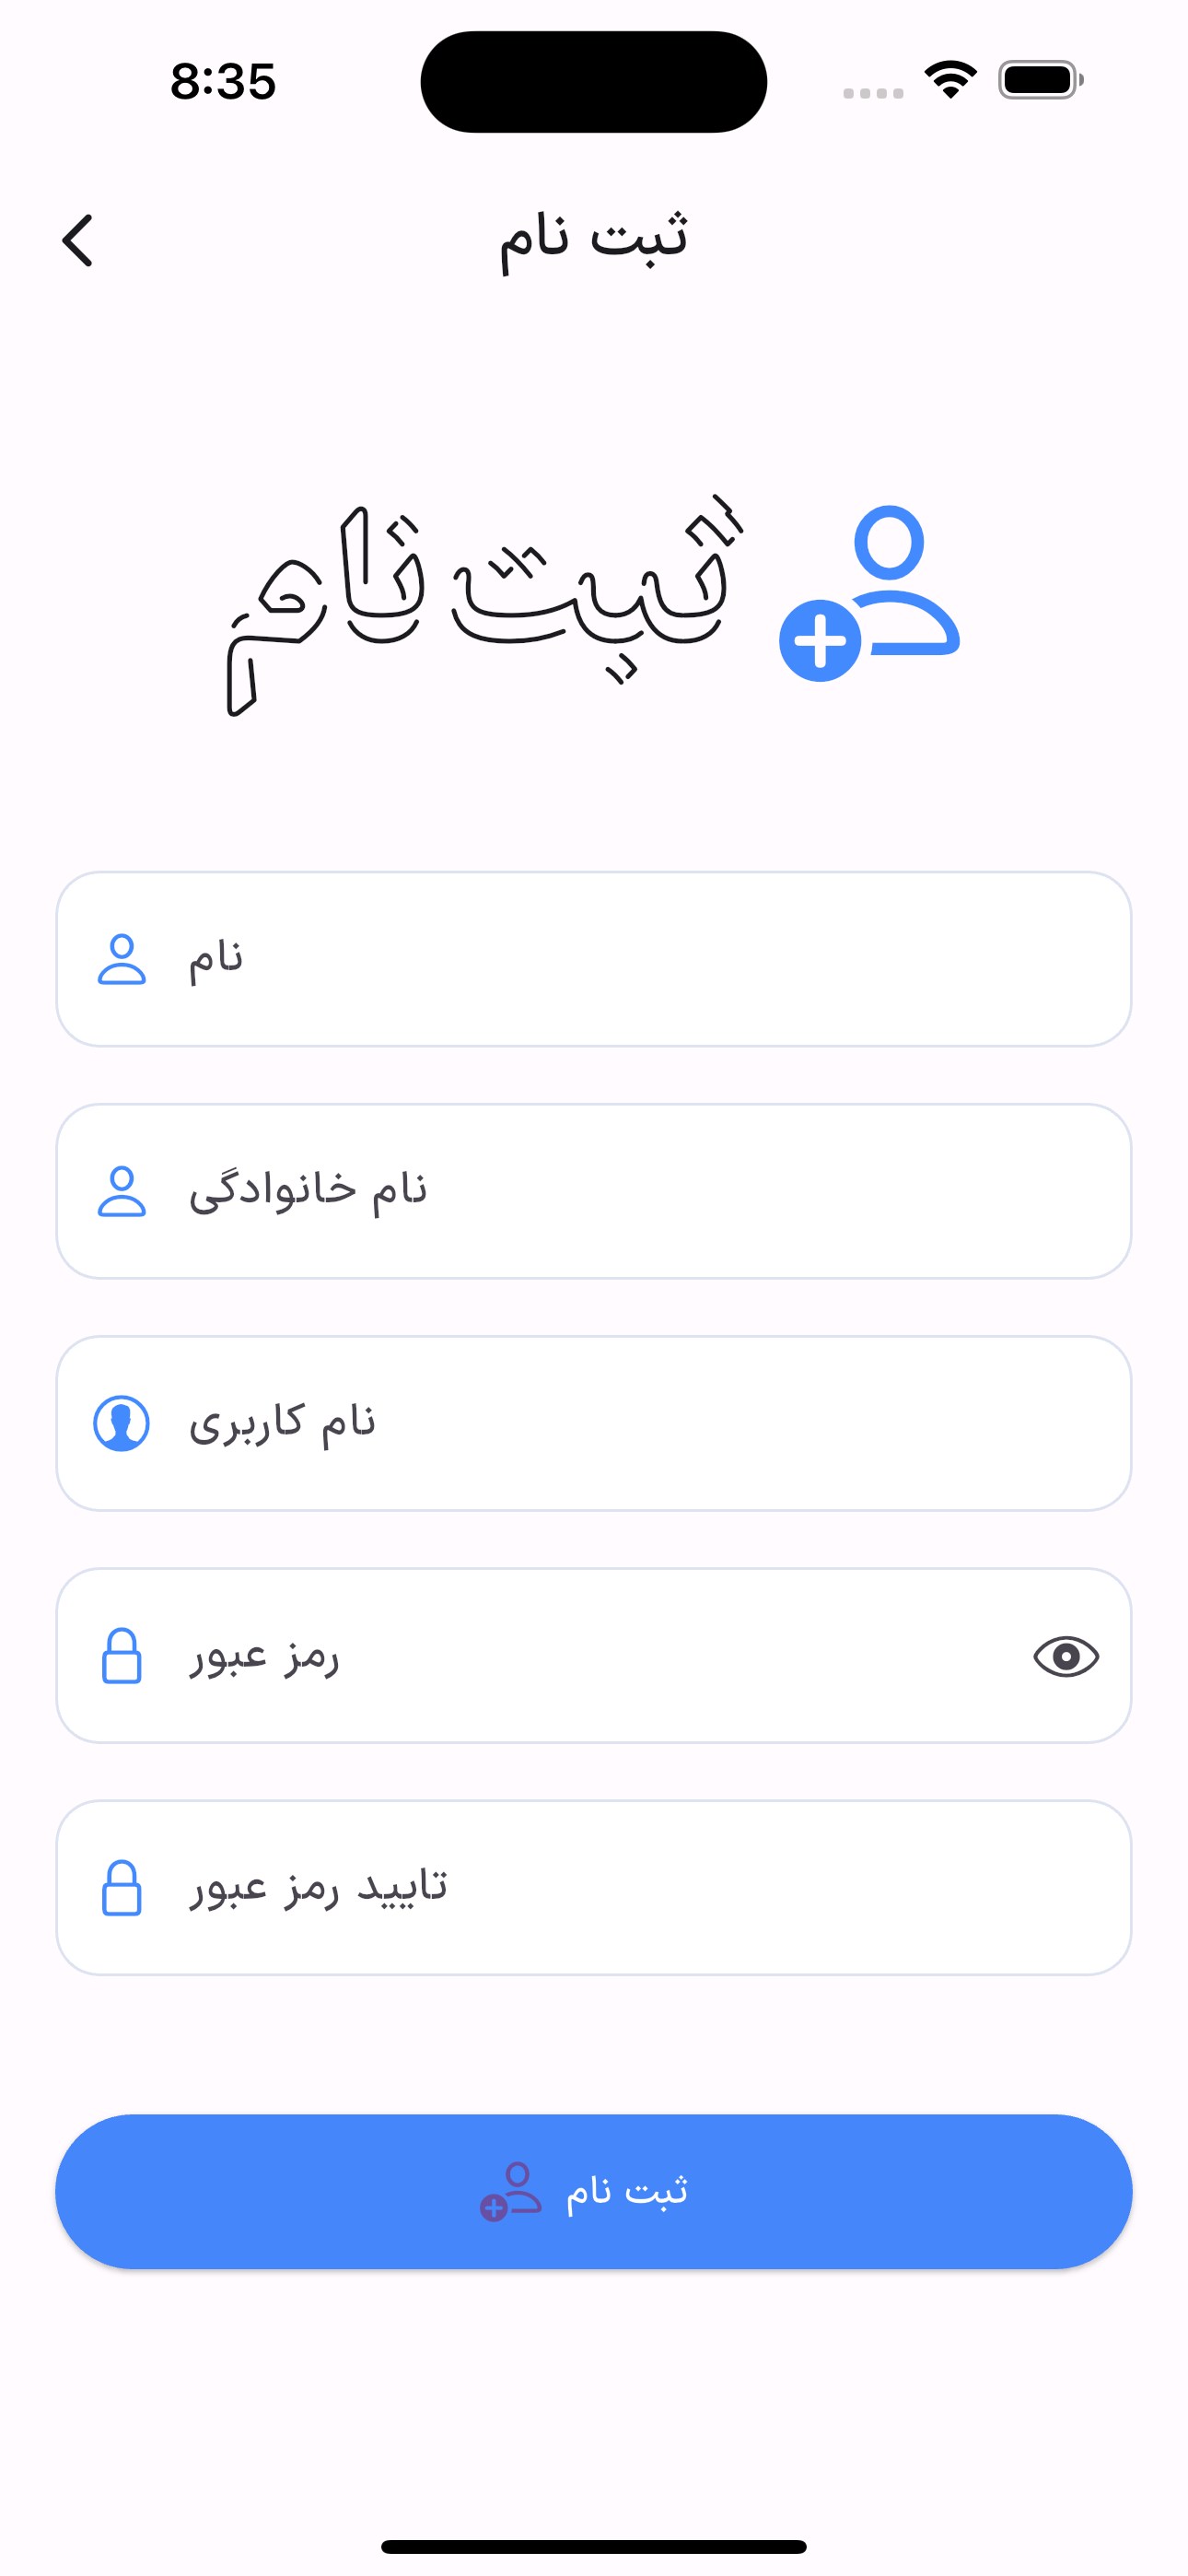 8:35
ثبت نام
ثبت نام
نام
نام خانوادگی
نام کاربری
رمز عبور
تایید رمز عبور
ثبت نام